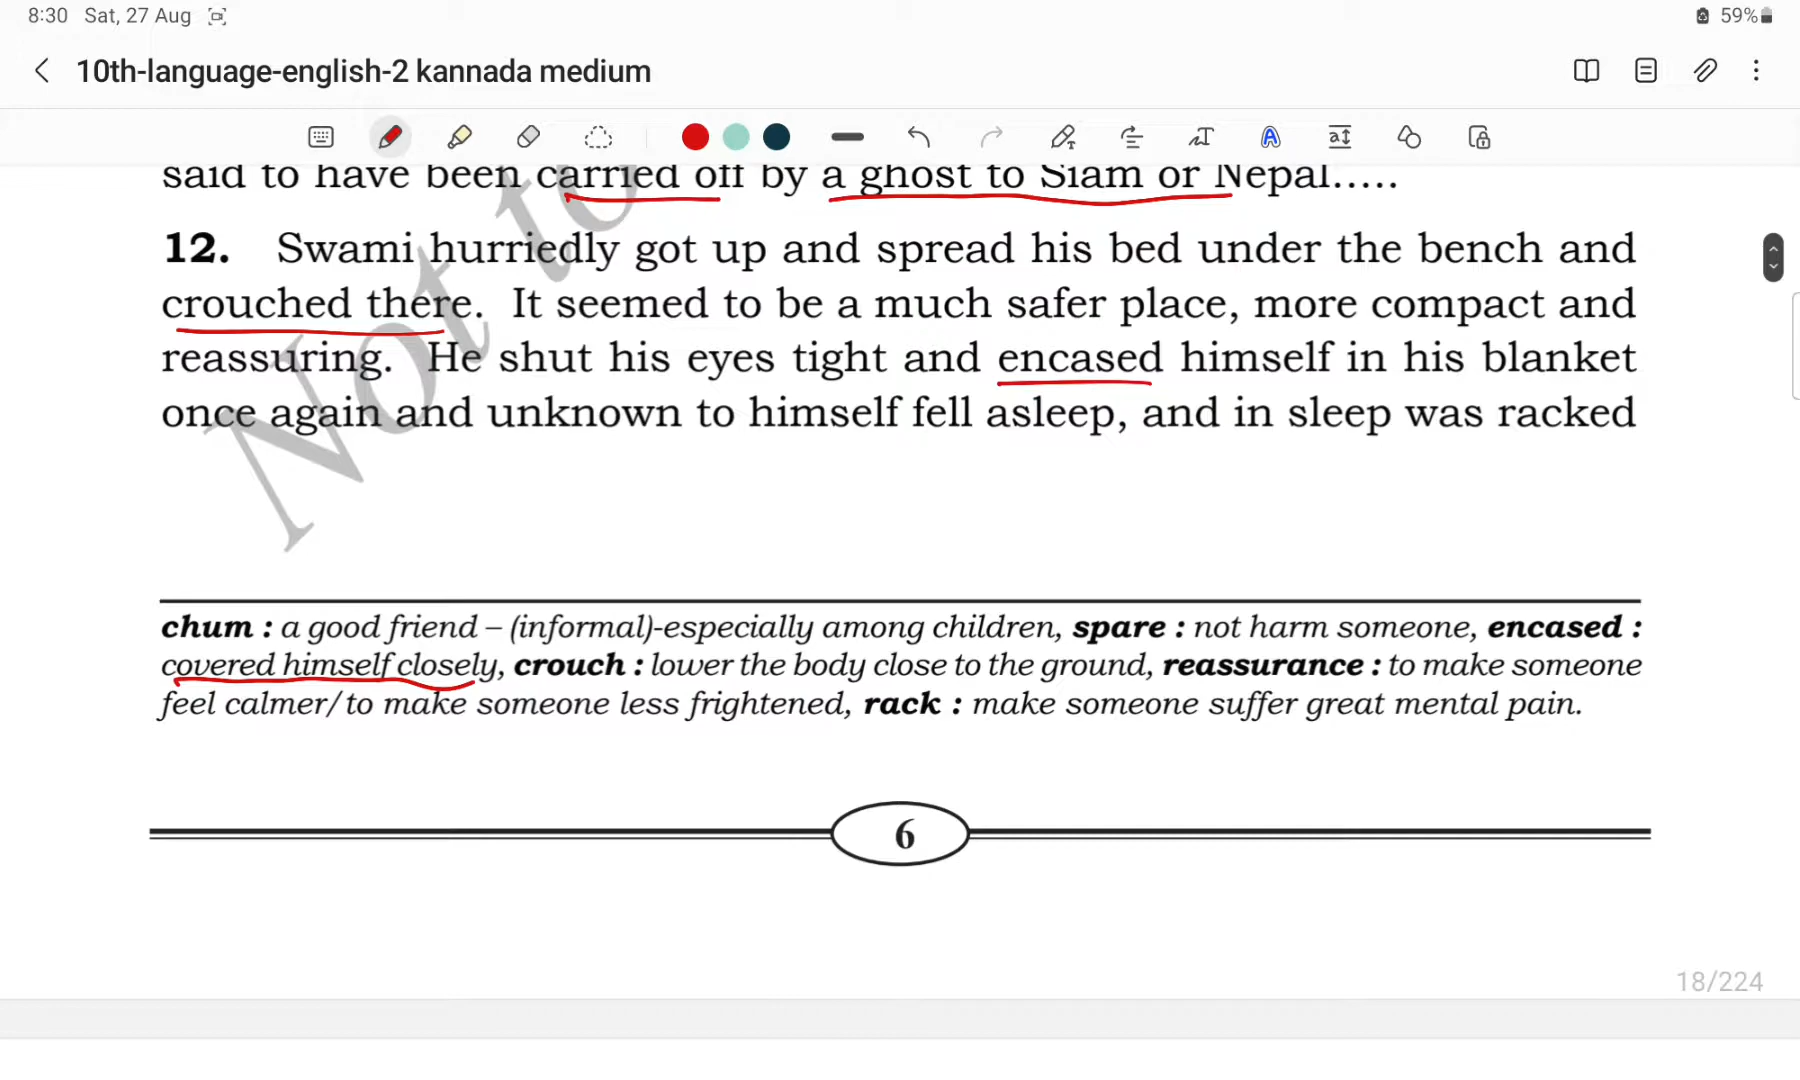 8:30 Sat, 27 Aug
59%
10th-language-english-2 kannada medium
said to have been carried off by a ghost to Siam or Nepal.....
12. Swami hurriedly got up and spread his bed under the bench and
crouched there. It seemed to be a much safer place, more compact and
reassuring. He shut his eyes tight and encased himself in his blanket
once again and unknown to himself fell asleep, and in sleep was racked
Not to
chum : a good friend – (informal)-especially among children, spare : not harm someone, encased :
covered himself closely, crouch : lower the body close to the ground, reassurance : to make someone
feel calmer/to make someone less frightened, rack : make someone suffer great mental pain.
6
18/224